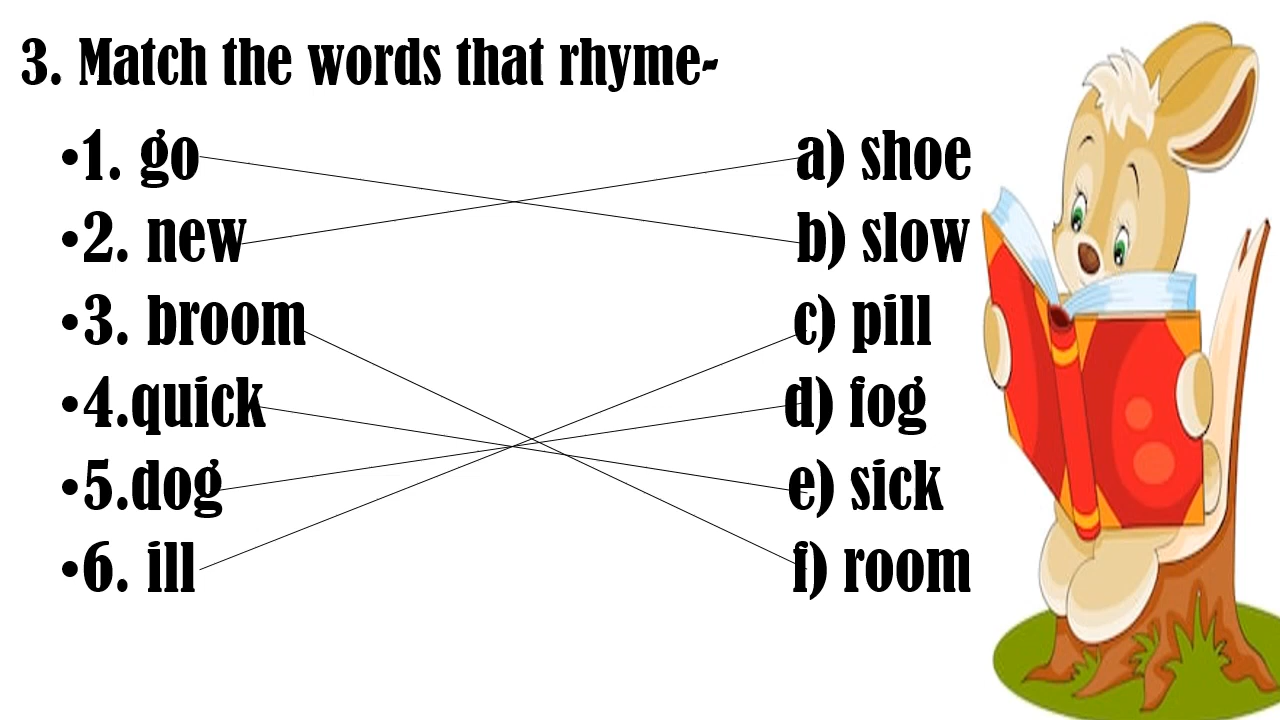 3. Match the words that rhyme-
•1. go a) shoe
•2. new b) slow
•3. broom c) pill
•4.quick d) fog
•5.dog e) sick
•6. ill f) room